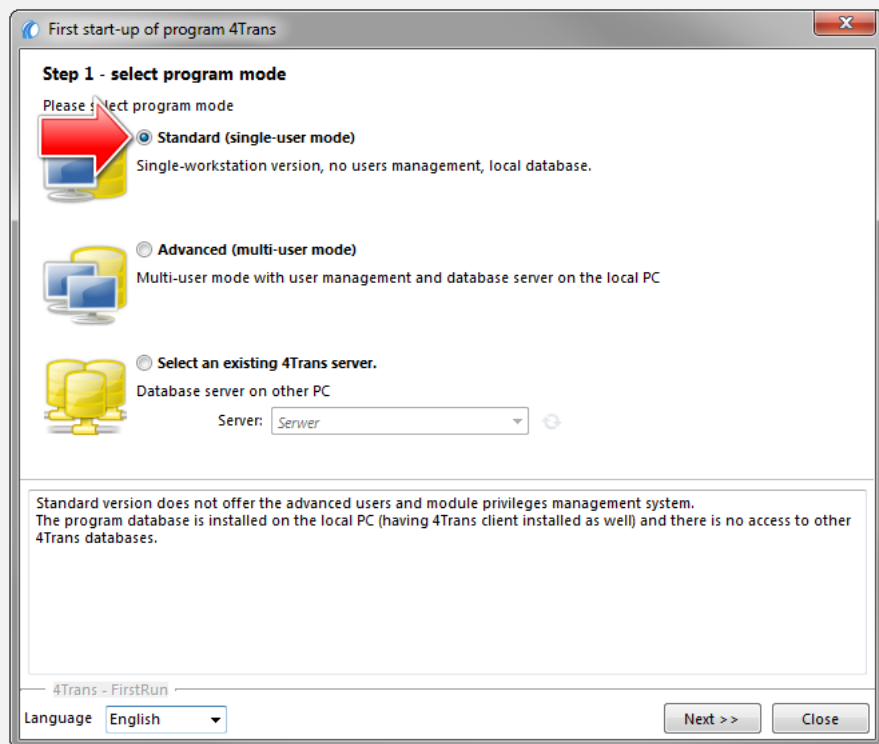 First start-up of program 4Trans
Step 1 - select program mode
Please select program mode
Standard (single-user mode)
Single-workstation version, no users management, local database.
Advanced (multi-user mode)
Multi-user mode with user management and database server on the local PC
Select an existing 4Trans server.
Database server on other PC
Server: Serwer
Standard version does not offer the advanced users and module privileges management system.
The program database is installed on the local PC (having 4Trans client installed as well) and there is no access to other
4Trans databases.
4Trans - FirstRun
Language English Next >> Close